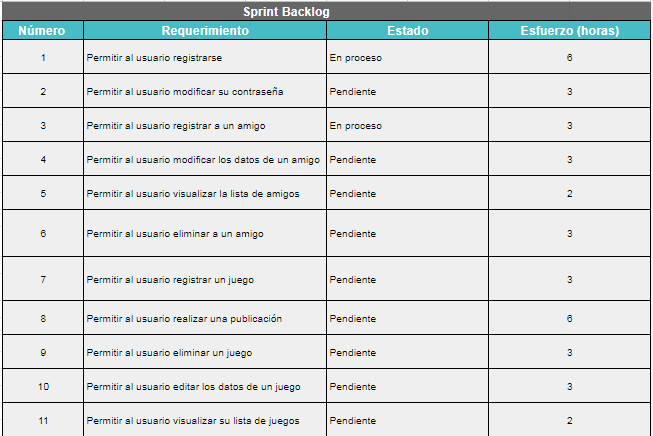 Sprint Backlog
Número Requerimiento Estado Esfuerzo (horas)
1 Permitir al usuario registrarse En proceso 6
2 Permitir al usuario modificar su contraseña Pendiente 3
3 Permitir al usuario registrar a un amigo En proceso 3
4 Permitir al usuario modificar los datos de un amigo Pendiente 3
5 Permitir al usuario visualizar la lista de amigos Pendiente 2
6 Permitir al usuario eliminar a un amigo Pendiente 3
7 Permitir al usuario registrar un juego Pendiente 3
8 Permitir al usuario realizar una publicación Pendiente 6
9 Permitir al usuario eliminar un juego Pendiente 3
10 Permitir al usuario editar los datos de un juego Pendiente 3
11 Permitir al usuario visualizar su lista de juegos Pendiente 2